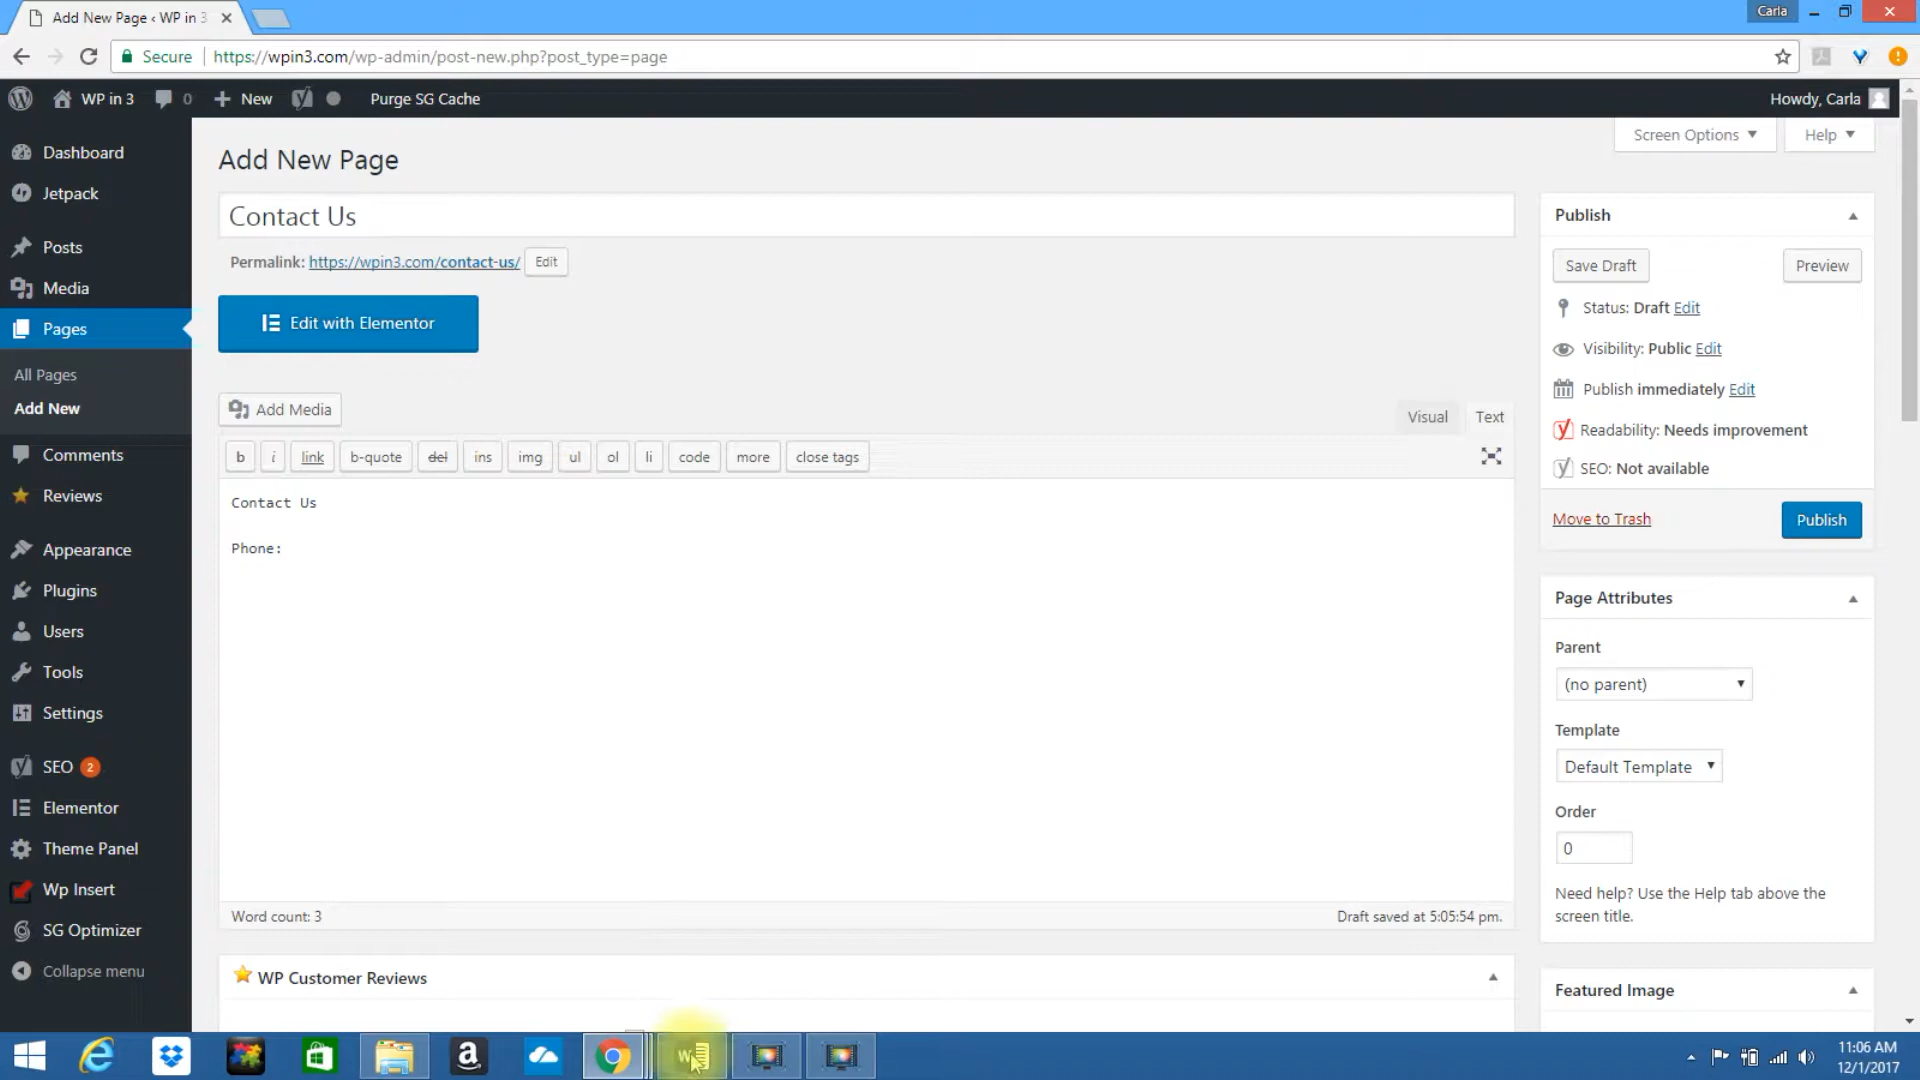 Add New Page ‹ WP in 3
Carla
Secure
https://wpin3.com/wp-admin/post-new.php?post_type=page
WP in 3
0
New
Purge SG Cache
Howdy, Carla
Screen Options
Help
Dashboard
Jetpack
Posts
Media
Pages
All Pages
Add New
Comments
Reviews
Appearance
Plugins
Users
Tools
Settings
SEO 2
Elementor
Theme Panel
Wp Insert
SG Optimizer
Collapse menu
Add New Page
Contact Us
Permalink: https://wpin3.com/contact-us/ Edit
Edit with Elementor
Add Media
Visual
Text
b
i
link
b-quote
del
ins
img
ul
ol
li
code
more
close tags
Contact Us
Phone:
Word count: 3
Draft saved at 5:05:54 pm.
WP Customer Reviews
Publish
Save Draft
Preview
Status: Draft Edit
Visibility: Public Edit
Publish immediately Edit
Readability: Needs improvement
SEO: Not available
Move to Trash
Publish
Page Attributes
Parent
(no parent)
Template
Default Template
Order
0
Need help? Use the Help tab above the
screen title.
Featured Image
11:06 AM
12/1/2017